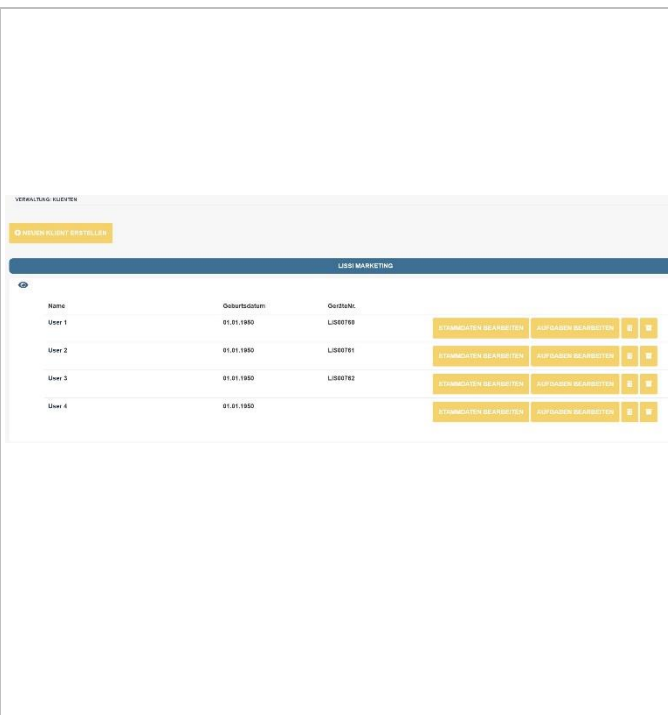 VERWALTUNG: KLIENTEN
NEUEN KLIENT ERSTELLEN
LISSI MARKETING
Name Geburtsdatum GeräteNr.
User 1 01.01.1950 LIS00760 STAMMDATEN BEARBEITEN AUFGABEN BEARBEITEN
User 2 01.01.1950 LIS00761 STAMMDATEN BEARBEITEN AUFGABEN BEARBEITEN
User 3 01.01.1950 LIS00762 STAMMDATEN BEARBEITEN AUFGABEN BEARBEITEN
User 4 01.01.1950 STAMMDATEN BEARBEITEN AUFGABEN BEARBEITEN